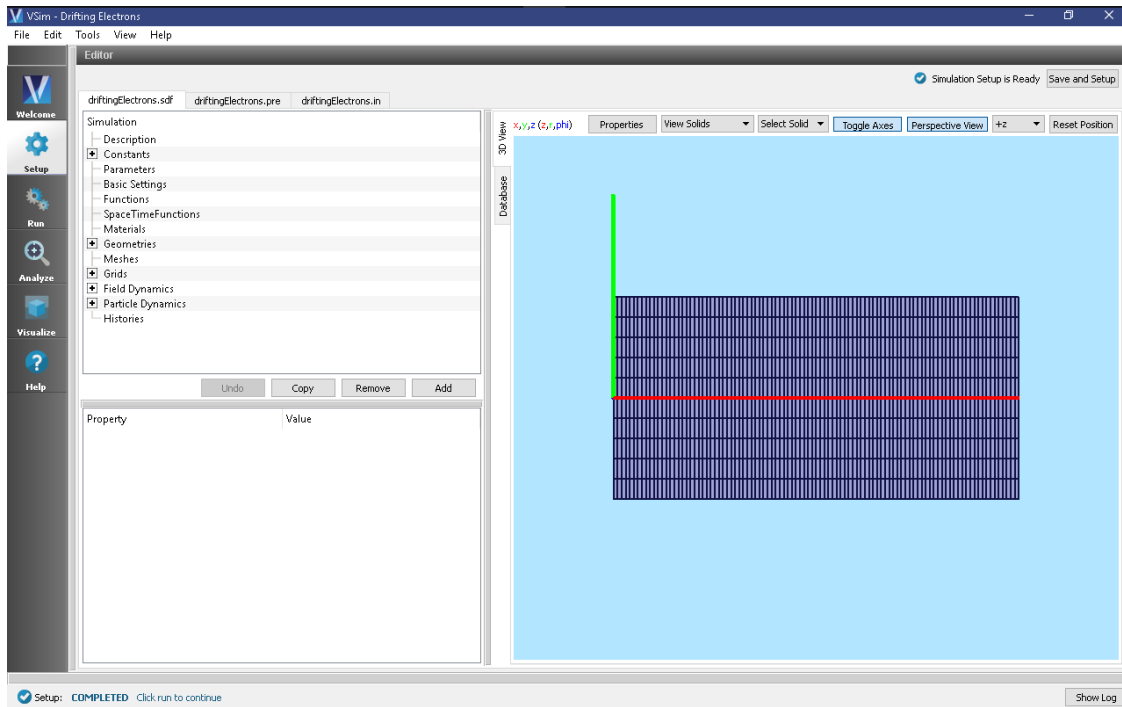 VSim - Drifting Electrons
File Edit Tools View Help
Editor
Simulation Setup is Ready Save and Setup
driftingElectrons.sdf driftingElectrons.pre driftingElectrons.in
Welcome
Setup
Run
Analyze
Visualize
Help
Simulation
Description
Constants
Parameters
Basic Settings
Functions
SpaceTimeFunctions
Materials
Geometries
Meshes
Grids
Field Dynamics
Particle Dynamics
Histories
Undo Copy Remove Add
Property Value
3D View
Database
x,y,z (z,r,phi) Properties View Solids Select Solid Toggle Axes Perspective View +z Reset Position
Setup: COMPLETED Click run to continue
Show Log